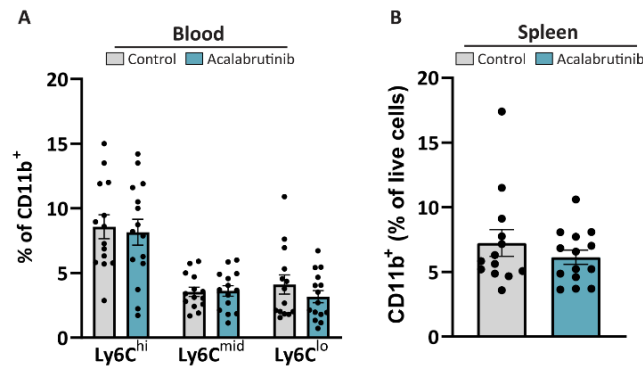 A
Blood
Control Acalabrutinib
% of CD11b⁺
20
15
10
5
0
Ly6Cʰⁱ Ly6Cᵐⁱᵈ Ly6Cˡᵒ
B
Spleen
Control Acalabrutinib
CD11b⁺ (% of live cells)
20
15
10
5
0